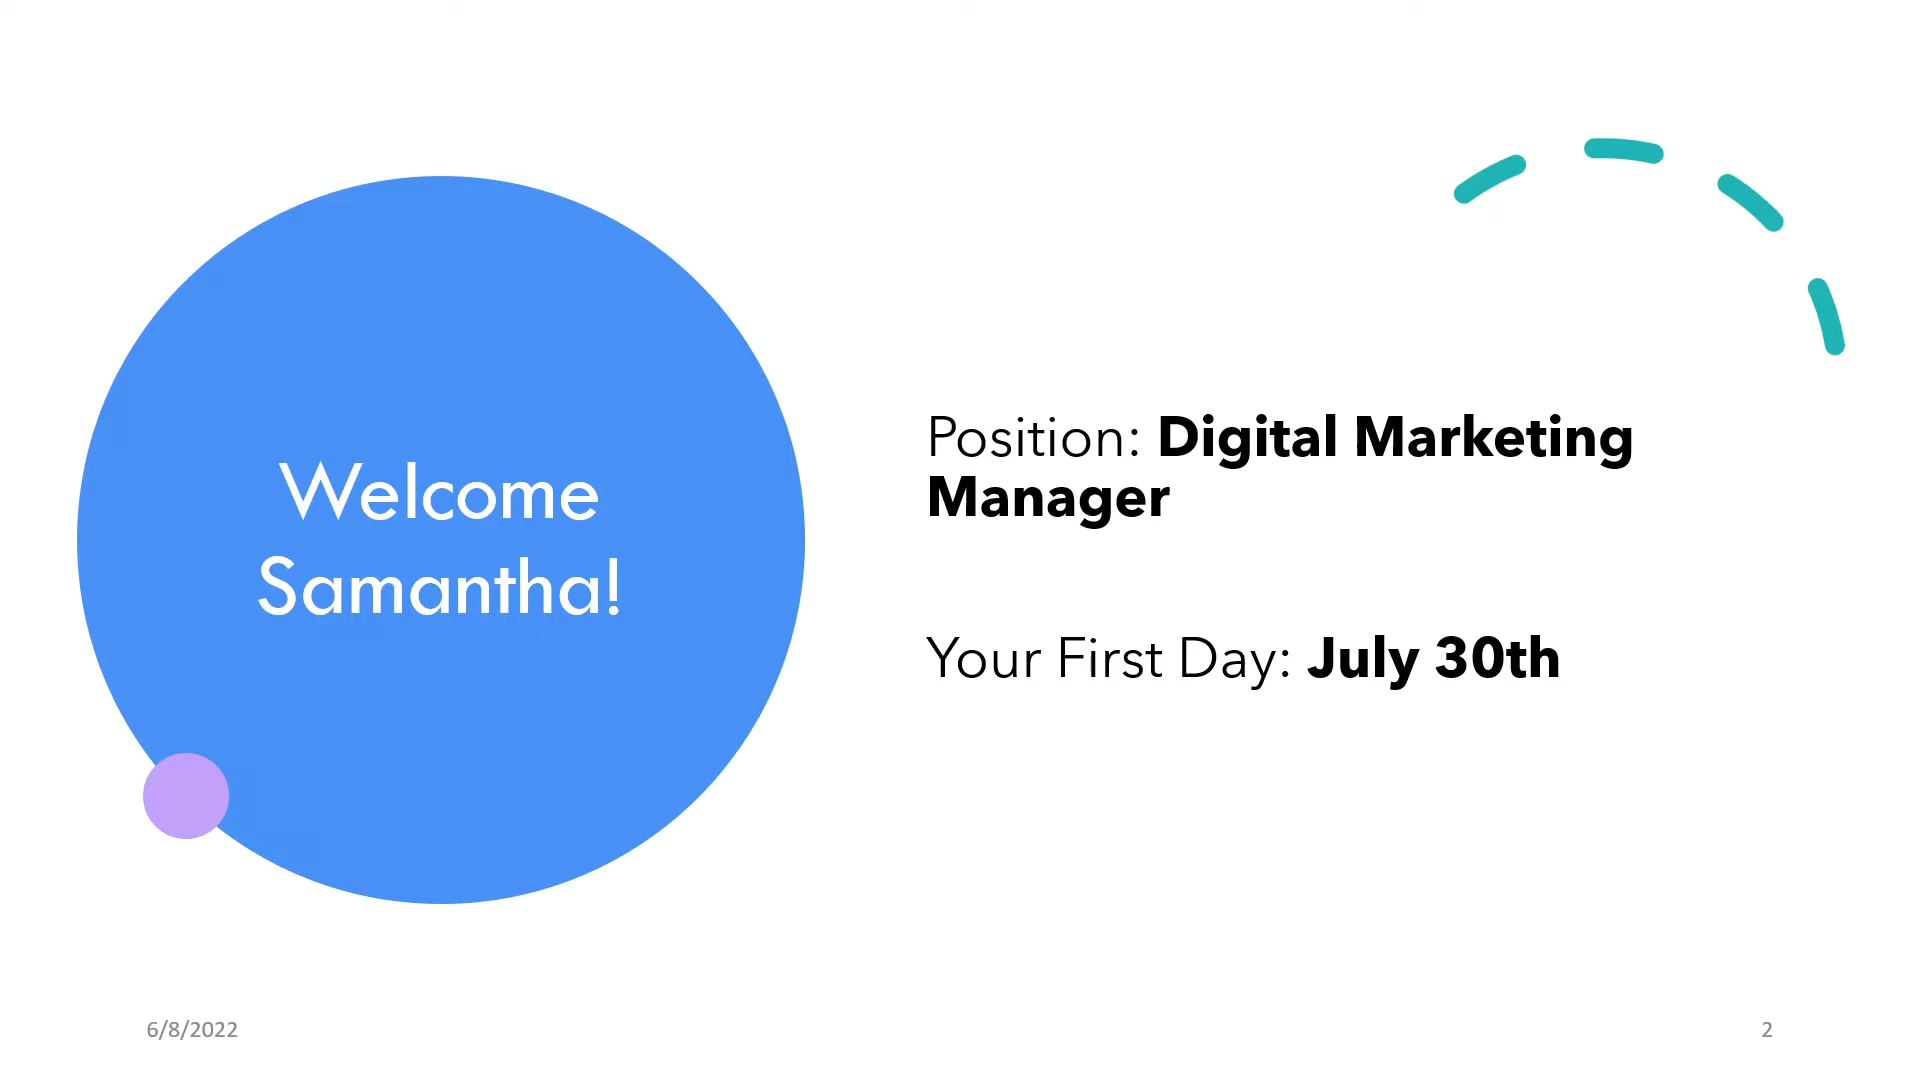 Welcome
Samantha!
Position: Digital Marketing
Manager
Your First Day: July 30th
6/8/2022
2